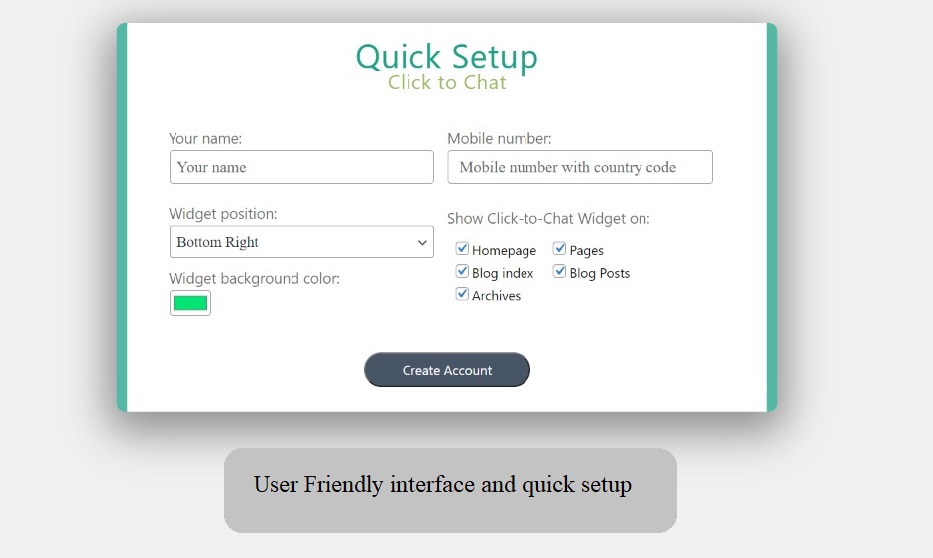 Quick Setup
Click to Chat
Your name:
Mobile number:
Your name
Mobile number with country code
Widget position:
Show Click-to-Chat Widget on:
Bottom Right
Homepage
Pages
Blog index
Blog Posts
Widget background color:
Archives
Create Account
User Friendly interface and quick setup